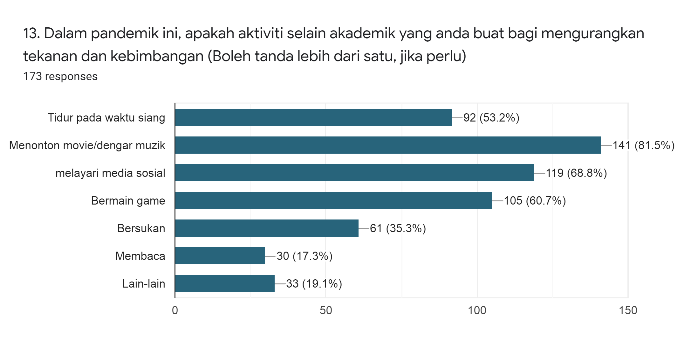 13. Dalam pandemik ini, apakah aktiviti selain akademik yang anda buat bagi mengurangkan
tekanan dan kebimbangan (Boleh tanda lebih dari satu, jika perlu)
173 responses
Tidur pada waktu siang
92 (53.2%)
Menonton movie/dengar muzik
141 (81.5%)
melayari media sosial
119 (68.8%)
Bermain game
105 (60.7%)
Bersukan
61 (35.3%)
Membaca
30 (17.3%)
Lain-lain
33 (19.1%)
0 50 100 150